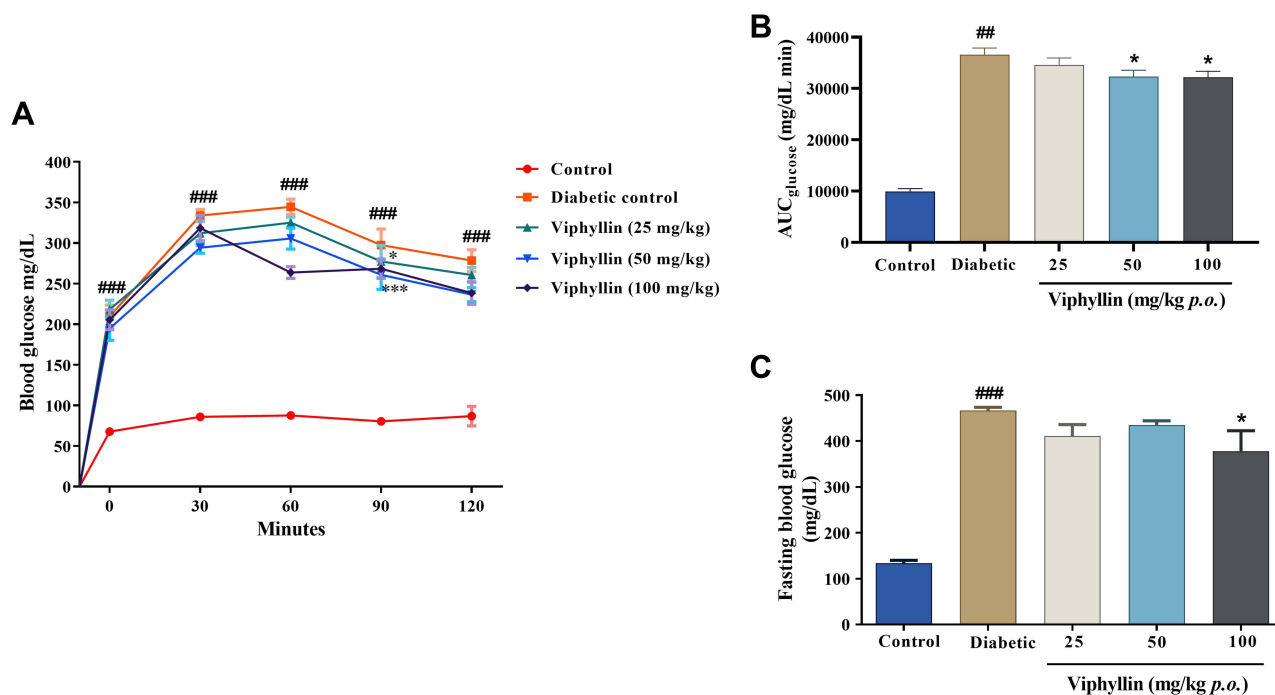 A
Blood glucose mg/dL
400
350
300
250
200
150
100
50
0
###
###
###
###
###
*
***
0 30 60 90 120
Minutes
Control
Diabetic control
Viphyllin (25 mg/kg)
Viphyllin (50 mg/kg)
Viphyllin (100 mg/kg)
B
AUCglucose (mg/dL min)
40000
30000
20000
10000
0
##
*
*
Control Diabetic 25 50 100
Viphyllin (mg/kg p.o.)
C
Fasting blood glucose
(mg/dL)
500
400
300
200
100
0
###
*
Control Diabetic 25 50 100
Viphyllin (mg/kg p.o.)